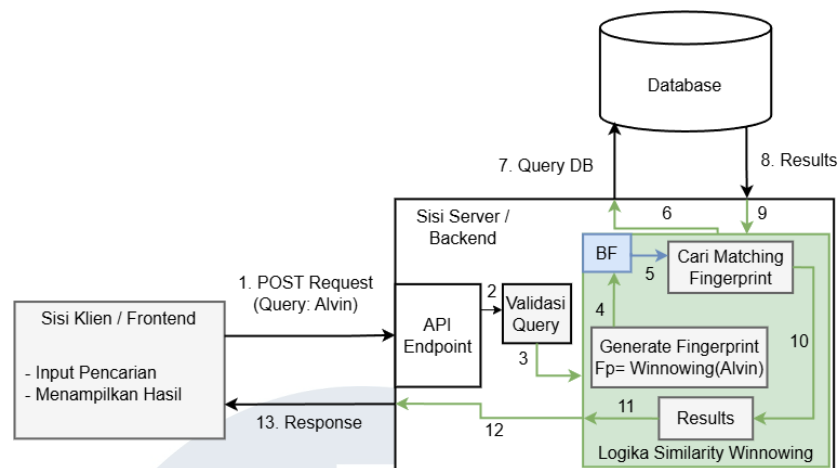 Database
7. Query DB
8. Results
Sisi Server /
Backend
6
9
BF
5
Cari Matching
Fingerprint
1. POST Request
(Query: Alvin)
2
Validasi
Query
4
Sisi Klien / Frontend
- Input Pencarian
- Menampilkan Hasil
API
Endpoint
3
Generate Fingerprint
Fp= Winnowing(Alvin)
10
13. Response
12
11
Results
Logika Similarity Winnowing